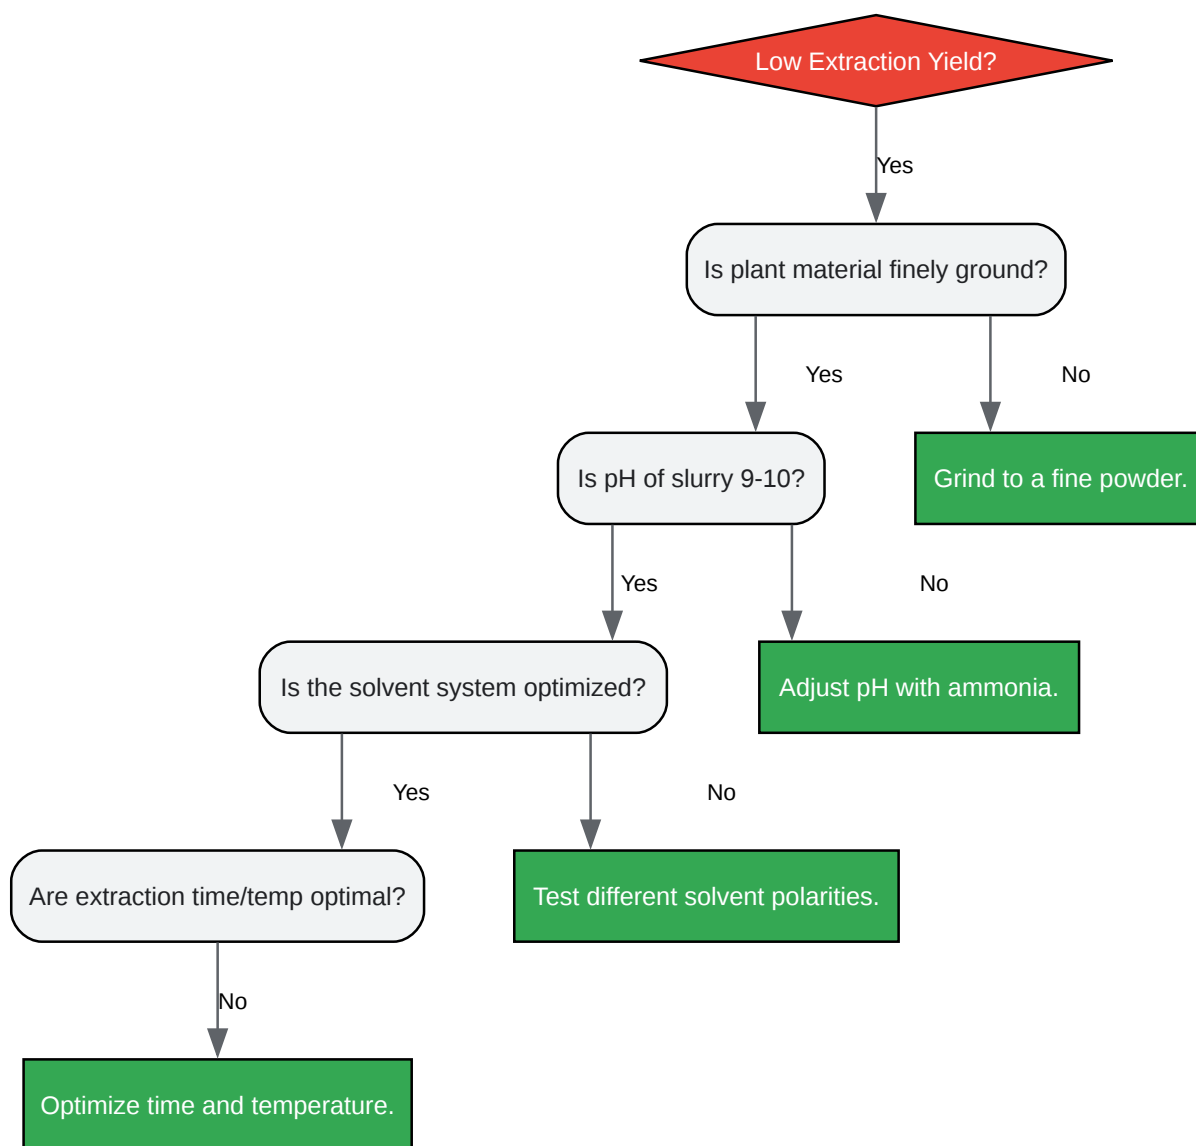 Low Extraction Yield?
Yes
Is plant material finely ground?
Yes
No
Is pH of slurry 9-10?
Grind to a fine powder.
Yes
No
Is the solvent system optimized?
Adjust pH with ammonia.
Yes
No
Are extraction time/temp optimal?
Test different solvent polarities.
No
Optimize time and temperature.